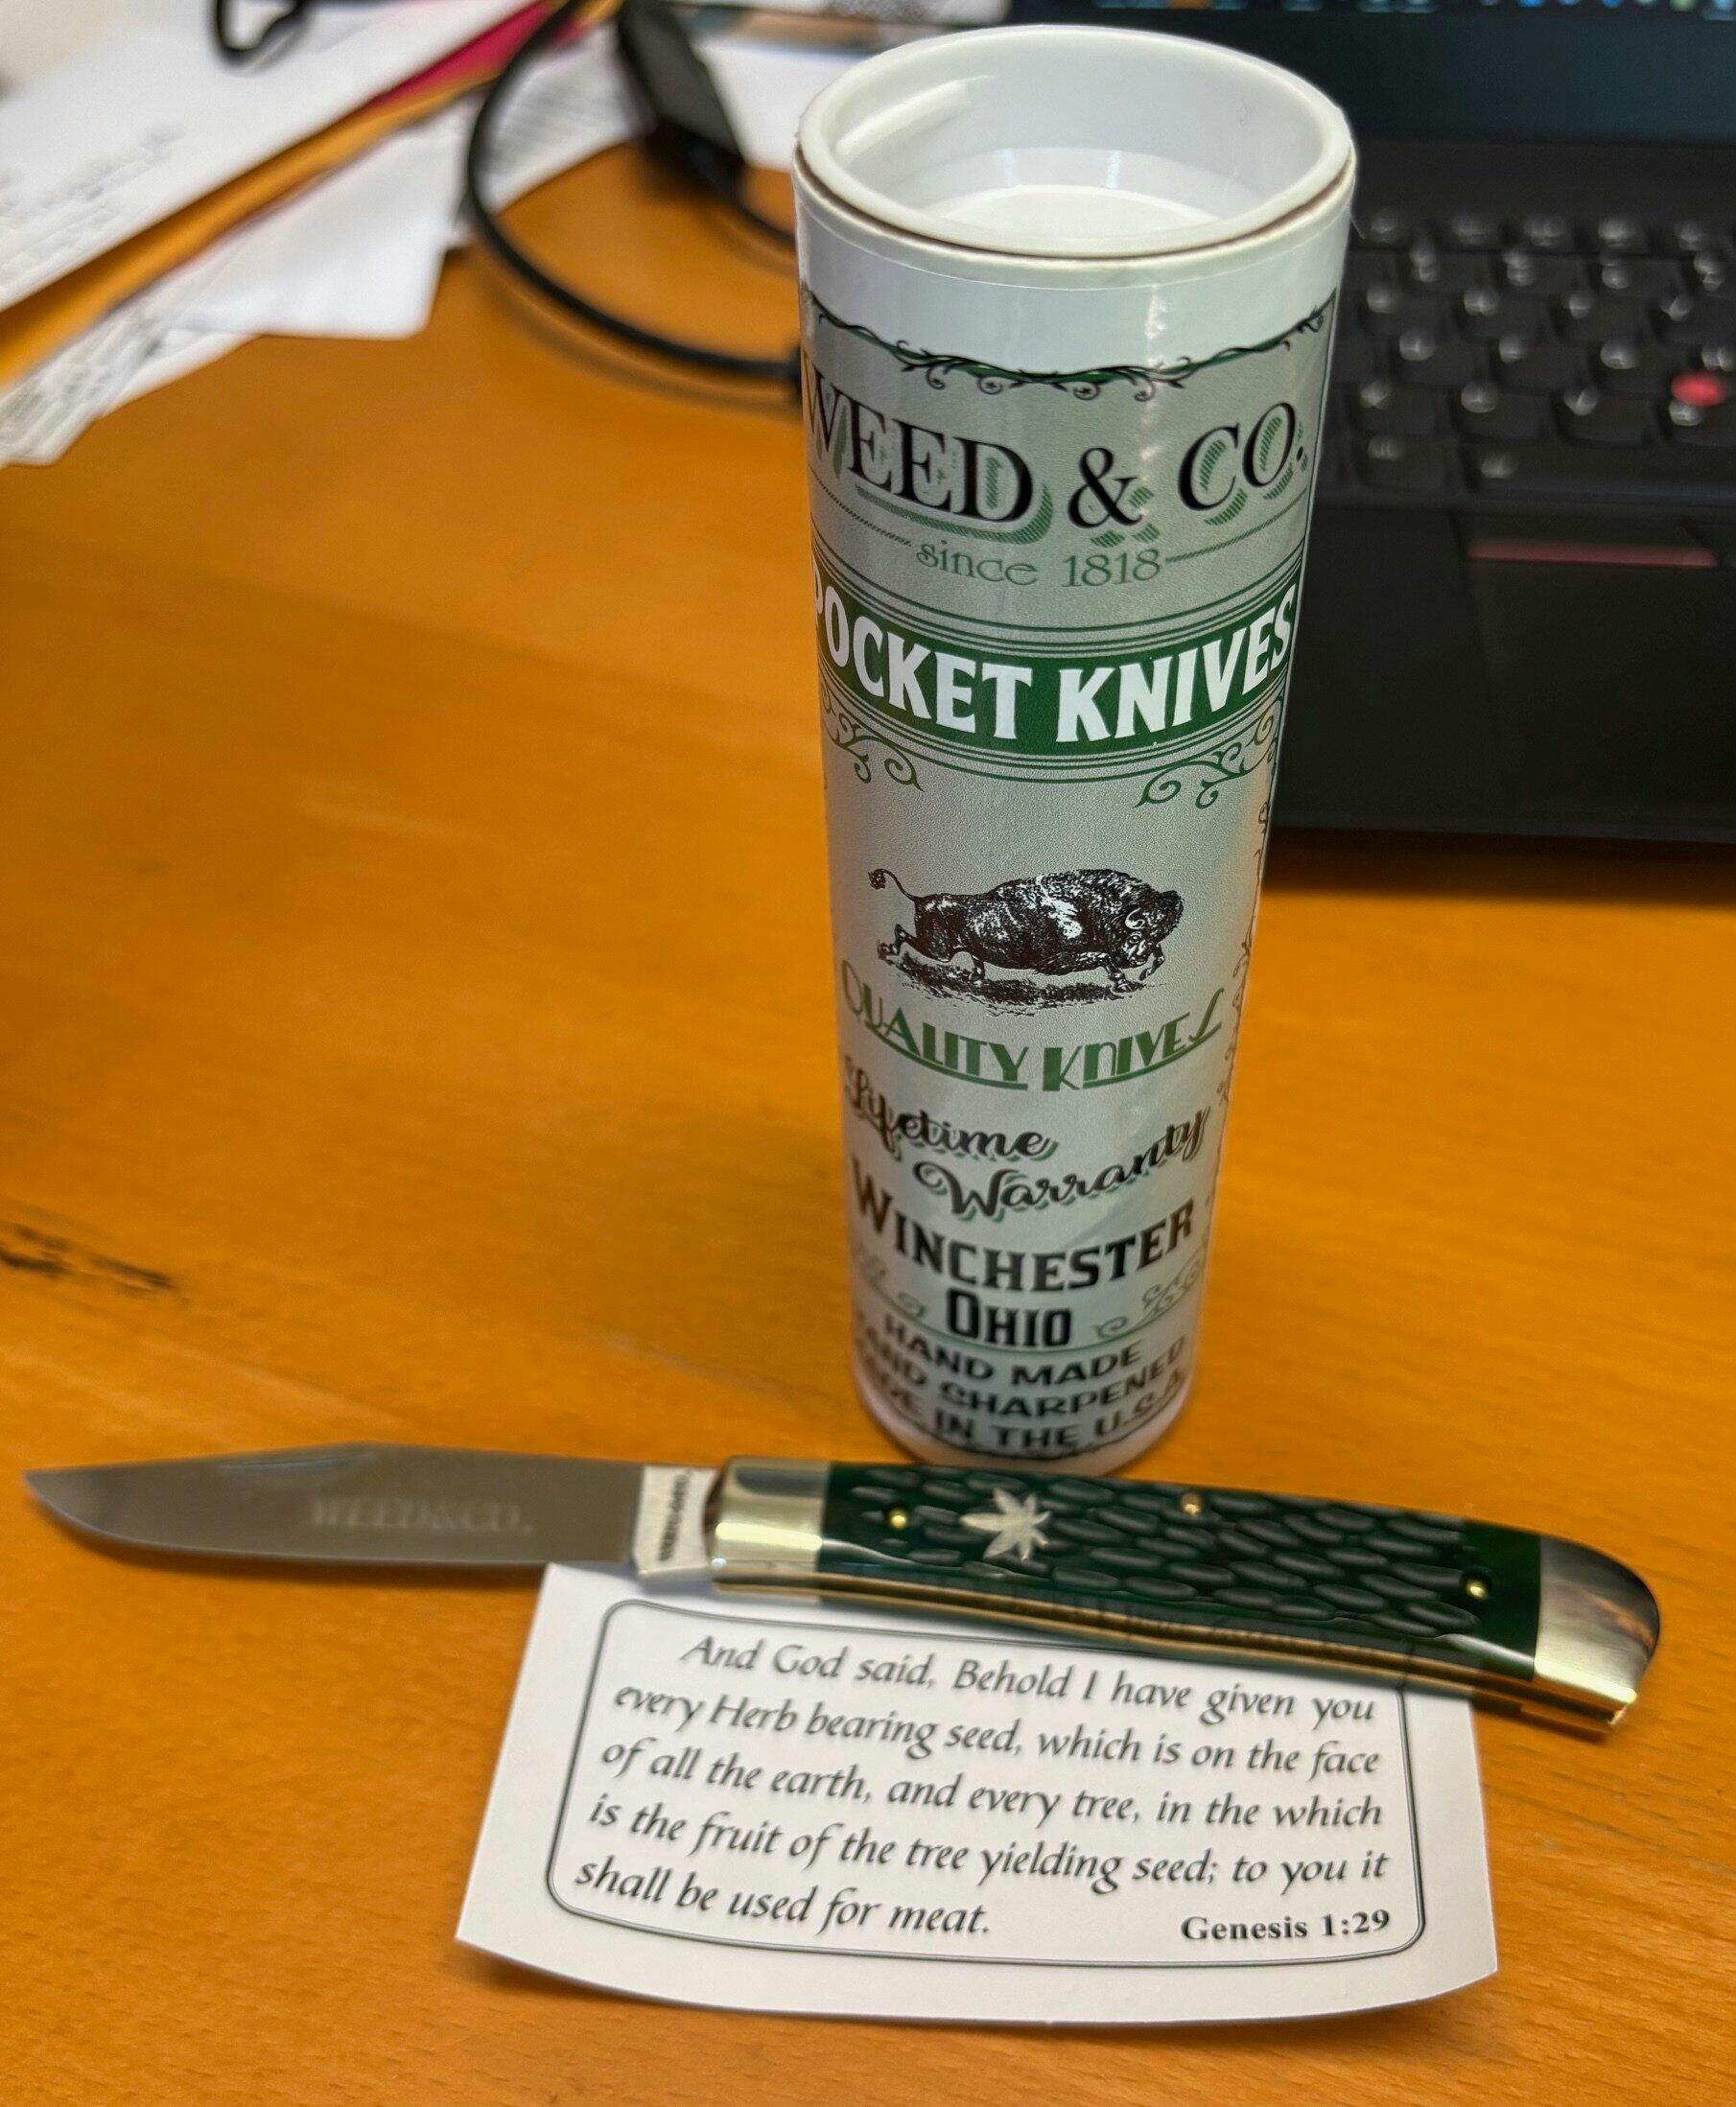 WEED & CO.
since 1818
POCKET KNIVES
QUALITY KNIVES
Lifetime
Warranty
WINCHESTER
OHIO
HAND MADE
SHARPENED
IN THE U.S.A
WEED&CO.
And God said, Behold I have given you
every Herb bearing seed, which is on the face
of all the earth, and every tree, in the which
is the fruit of the tree yielding seed; to you it
shall be used for meat.
Genesis 1:29